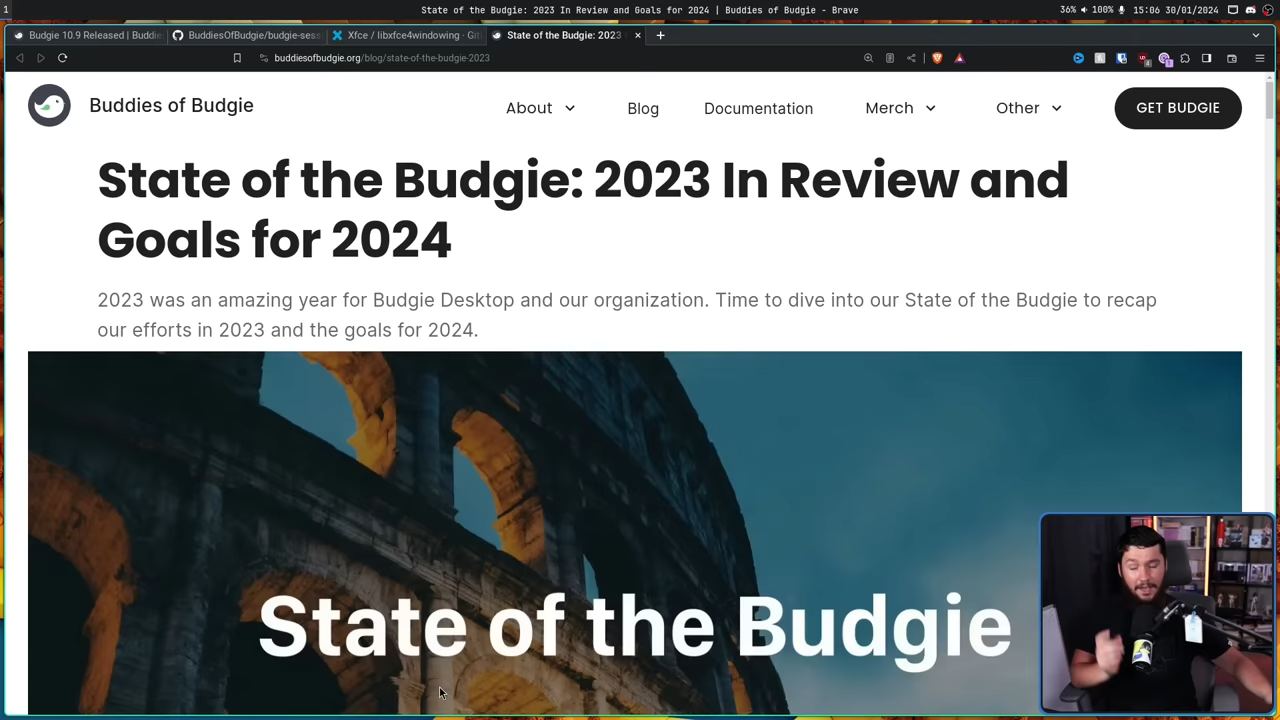 1
State of the Budgie: 2023 In Review and Goals for 2024 | Buddies of Budgie - Brave
36% 100% 15:06 30/01/2024
Budgie 10.9 Released | Buddie
BuddiesOfBudgie/budgie-sess
Xfce / libxfce4windowing · Git
State of the Budgie: 2023
buddiesofbudgie.org/blog/state-of-the-budgie-2023
Buddies of Budgie
About
Blog
Documentation
Merch
Other
GET BUDGIE
State of the Budgie: 2023 In Review and
Goals for 2024
2023 was an amazing year for Budgie Desktop and our organization. Time to dive into our State of the Budgie to recap
our efforts in 2023 and the goals for 2024.
State of the Budgie